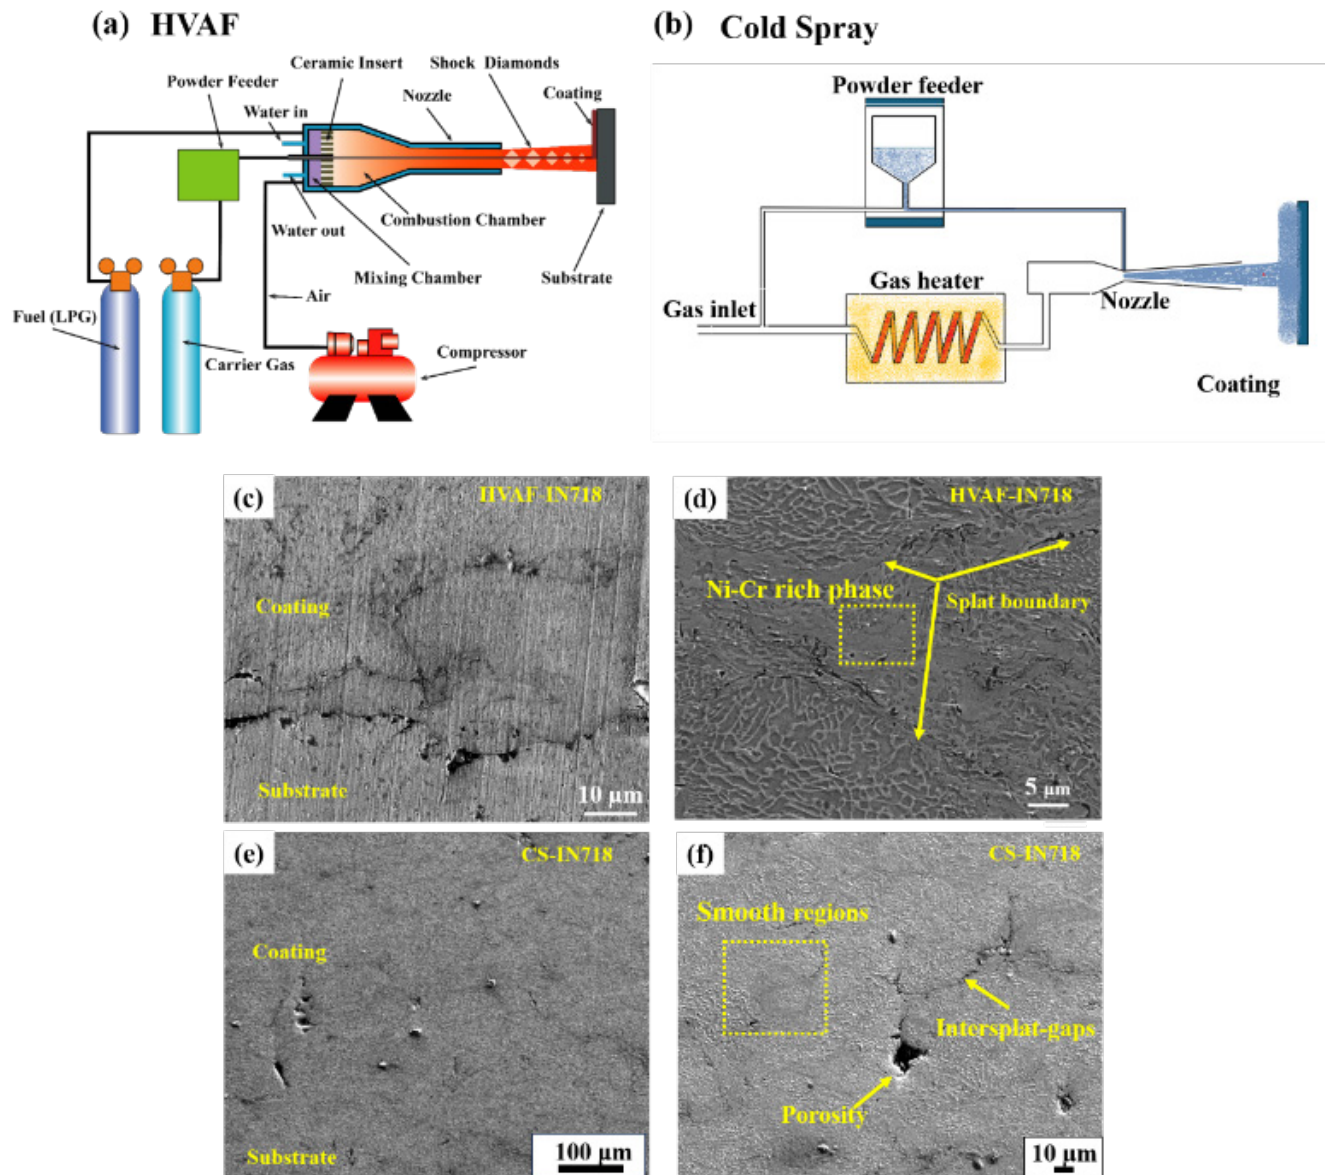 (a) HVAF
Ceramic Insert
Shock Diamonds
Powder Feeder
Nozzle
Coating
Water in
Combustion Chamber
Water out
Mixing Chamber
Substrate
Air
Fuel (LPG)
Carrier Gas
Compressor
(b) Cold Spray
Powder feeder
Gas heater
Gas inlet
Nozzle
Coating
(c)
HVAF-IN718
Coating
Substrate
10 µm
(d)
HVAF-IN718
Ni-Cr rich phase
Splat boundary
5 µm
(e)
CS-IN718
Coating
Substrate
100 µm
(f)
CS-IN718
Smooth regions
Intersplat-gaps
Porosity
10 µm